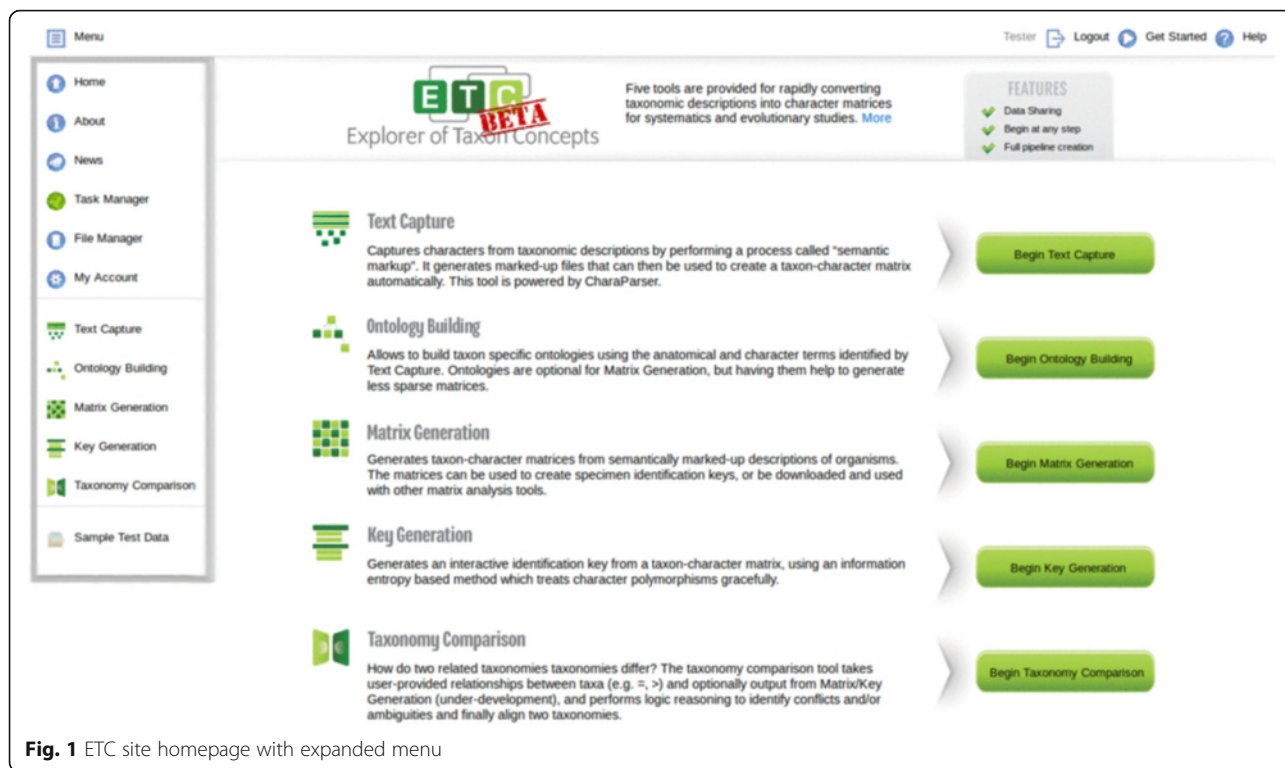 Menu
Tester Logout Get Started Help
Home
About
News
Task Manager
File Manager
My Account
Text Capture
Ontology Building
Matrix Generation
Key Generation
Taxonomy Comparison
Sample Test Data
ETC
BETA
Explorer of Taxon Concepts
Five tools are provided for rapidly converting
taxonomic descriptions into character matrices
for systematics and evolutionary studies. More
FEATURES
Data Sharing
Begin at any step
Full pipeline creation
Text Capture
Captures characters from taxonomic descriptions by performing a process called "semantic
markup". It generates marked-up files that can then be used to create a taxon-character matrix
automatically. This tool is powered by CharaParser.
Begin Text Capture
Ontology Building
Allows to build taxon specific ontologies using the anatomical and character terms identified by
Text Capture. Ontologies are optional for Matrix Generation, but having them help to generate
less sparse matrices.
Begin Ontology Building
Matrix Generation
Generates taxon-character matrices from semantically marked-up descriptions of organisms.
The matrices can be used to create specimen identification keys, or be downloaded and used
with other matrix analysis tools.
Begin Matrix Generation
Key Generation
Generates an interactive identification key from a taxon-character matrix, using an information
entropy based method which treats character polymorphisms gracefully.
Begin Key Generation
Taxonomy Comparison
How do two related taxonomies taxonomies differ? The taxonomy comparison tool takes
user-provided relationships between taxa (e.g. =, >) and optionally output from Matrix/Key
Generation (under-development), and performs logic reasoning to identify conflicts and/or
ambiguities and finally align two taxonomies.
Begin Taxonomy Comparison
Fig. 1 ETC site homepage with expanded menu